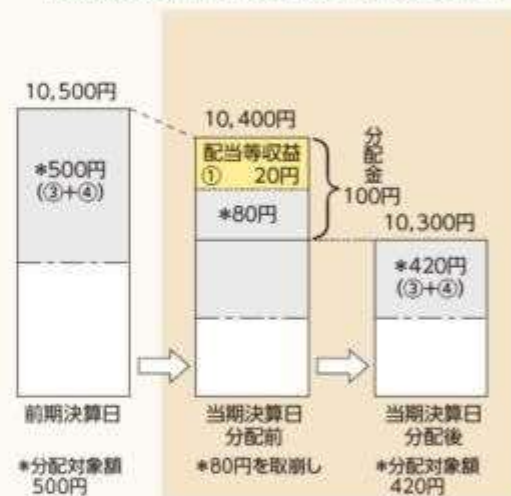 10,500円
*500円
(③+④)
10,400円
配当等収益
① 20円
*80円
分配金
100円
10,300円
*420円
(③+④)
前期決算日
当期決算日
分配前
当期決算日
分配後
*分配対象額
500円
*80円を取崩し
*分配対象額
420円